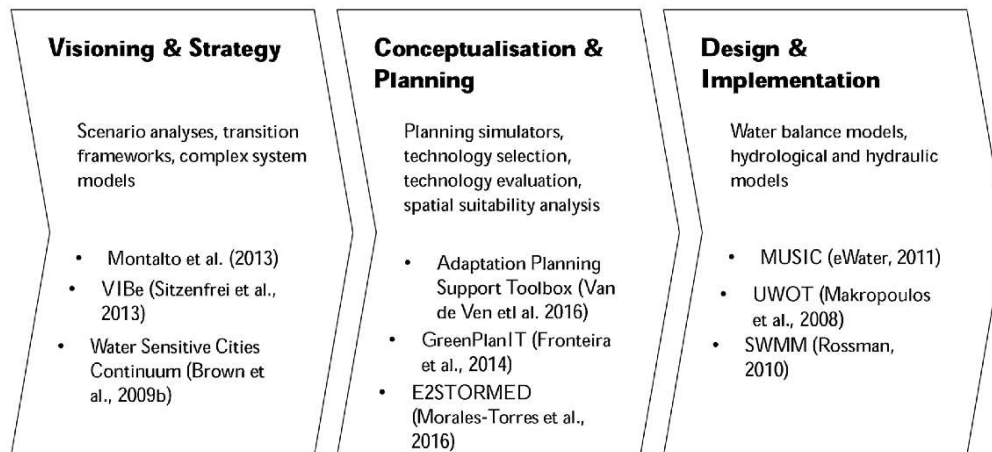 Visioning & Strategy
Scenario analyses, transition
frameworks, complex system
models
• Montalto et al. (2013)
• VIBe (Sitzenfrei et al.,
2013)
• Water Sensitive Cities
Continuum (Brown et
al., 2009b)
Conceptualisation &
Planning
Planning simulators,
technology selection,
technology evaluation,
spatial suitability analysis
• Adaptation Planning
Support Toolbox (Van
de Ven etl al. 2016)
• GreenPlanIT (Fronteira
et al., 2014)
• E2STORMED
(Morales-Torres et al.,
2016)
Design &
Implementation
Water balance models,
hydrological and hydraulic
models
• MUSIC (eWater, 2011)
• UWOT (Makropoulos
et al., 2008)
• SWMM (Rossman,
2010)